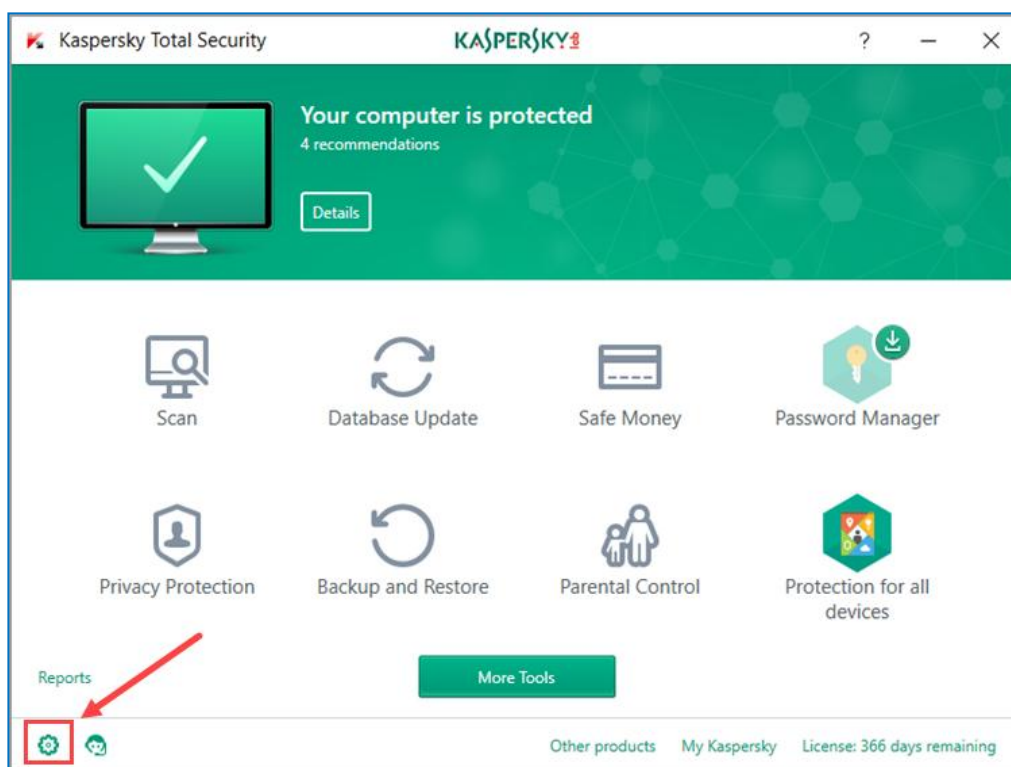 Kaspersky Total Security
KASPERSKY lab
?
Your computer is protected
4 recommendations
Details
Scan
Database Update
Safe Money
Password Manager
Privacy Protection
Backup and Restore
Parental Control
Protection for all
devices
Reports
More Tools
Other products
My Kaspersky
License: 366 days remaining